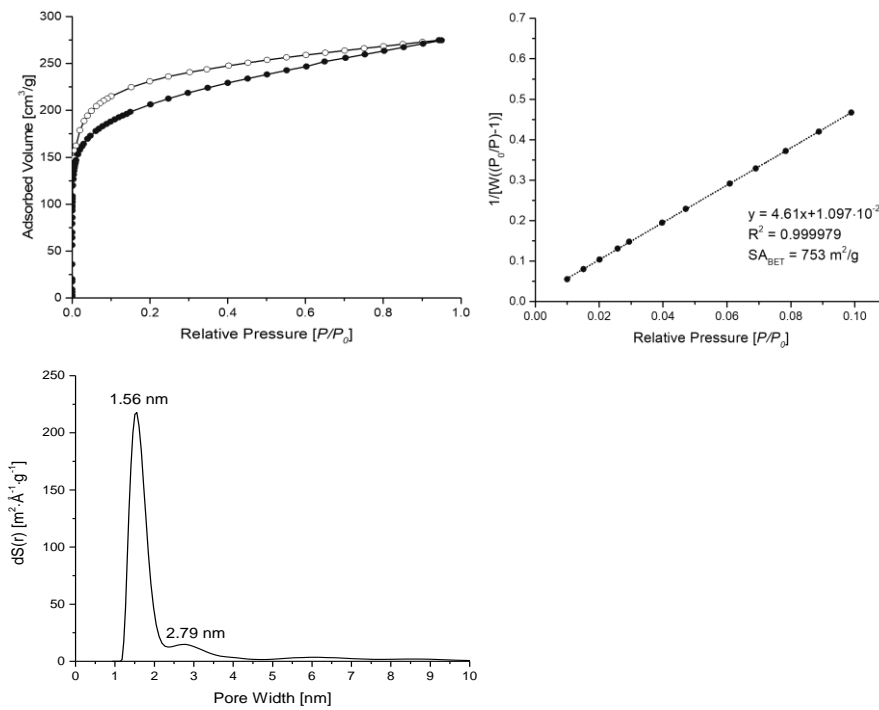 300
250
200
150
100
50
0
Adsorbed Volume [cm³/g]
0.0 0.2 0.4 0.6 0.8 1.0
Relative Pressure [P/P₀]
0.7
0.6
0.5
0.4
0.3
0.2
0.1
0.0
1/[W((P₀/P)-1)]
y = 4.61x+1.097·10⁻²
R² = 0.999979
SA_BET = 753 m²/g
0.00 0.02 0.04 0.06 0.08 0.10
Relative Pressure [P/P₀]
250
200
150
100
50
0
dS(r) [m²·Å⁻¹·g⁻¹]
1.56 nm
2.79 nm
0 1 2 3 4 5 6 7 8 9 10
Pore Width [nm]